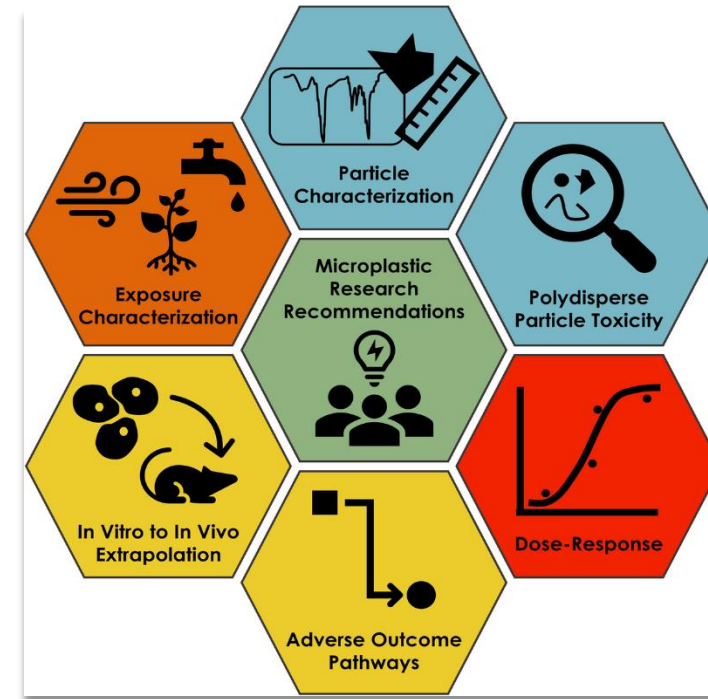 Particle
Characterization
Exposure
Characterization
Microplastic
Research
Recommendations
Polydisperse
Particle Toxicity
In Vitro to In Vivo
Extrapolation
Dose-Response
Adverse Outcome
Pathways